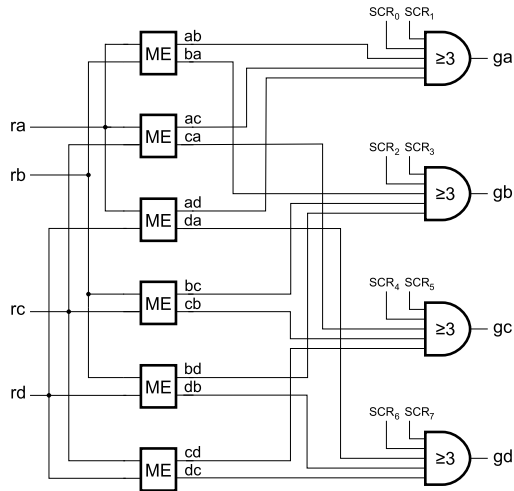 SCR₀ SCR₁
ab
ME
ba
≥3
ga
ra
ac
ME
ca
SCR₂ SCR₃
rb
≥3
gb
ad
ME
da
SCR₄ SCR₅
bc
ME
cb
rc
≥3
gc
bd
ME
db
rd
SCR₆ SCR₇
cd
ME
dc
≥3
gd